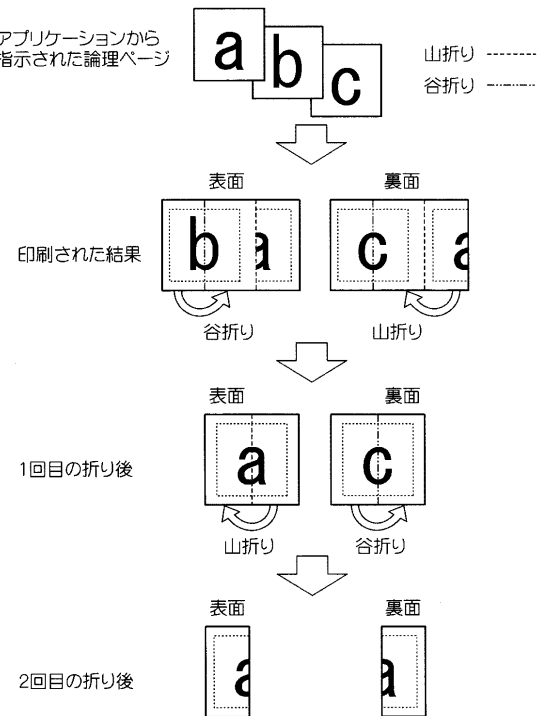 アプリケーションから
指示された論理ページ
a
b
c
山折り
谷折り
表面
裏面
印刷された結果
b a
c a
谷折り
山折り
表面
裏面
1回目の折り後
a
c
山折り
谷折り
表面
裏面
2回目の折り後
a
a